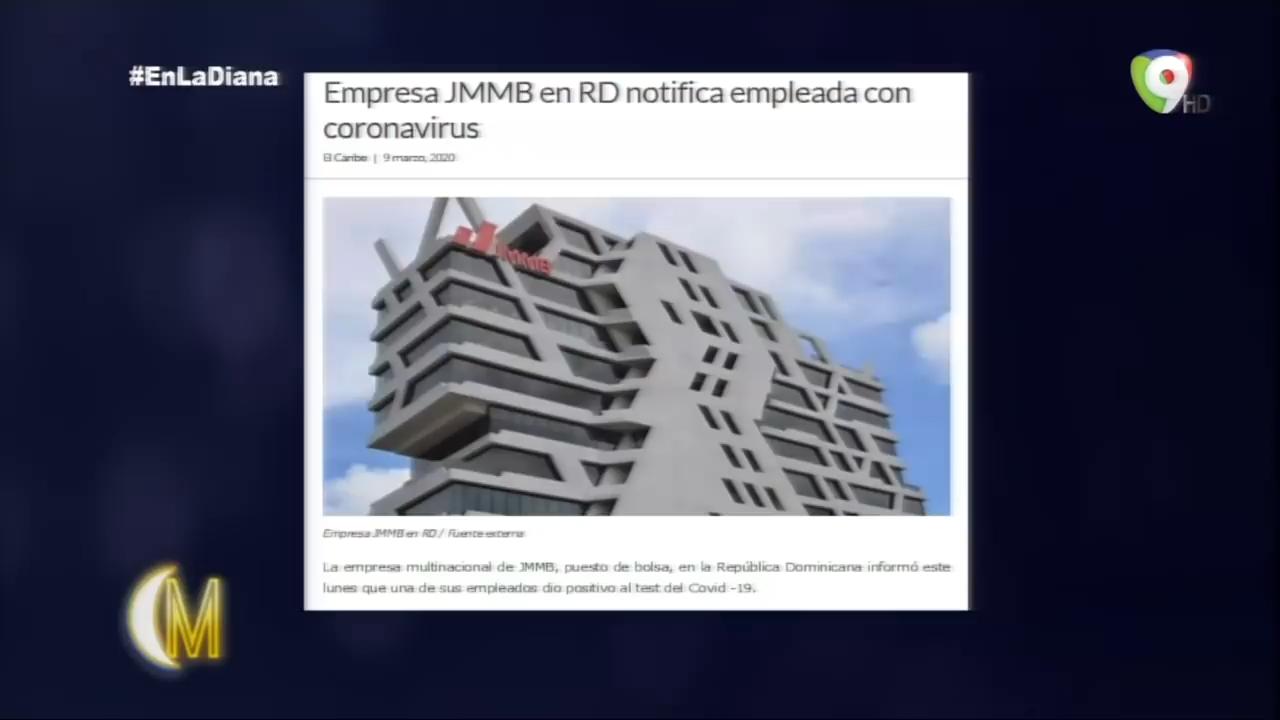 #EnLaDiana
9
HD
Empresa JMMB en RD notifica empleada con
coronavirus
El Caribe | 9 marzo, 2020
JMMB
Empresa JMMB en RD / Fuente externa
La empresa multinacional de JMMB, puesto de bolsa, en la República Dominicana informó este
lunes que una de sus empleados dio positivo al test del Covid -19.
M